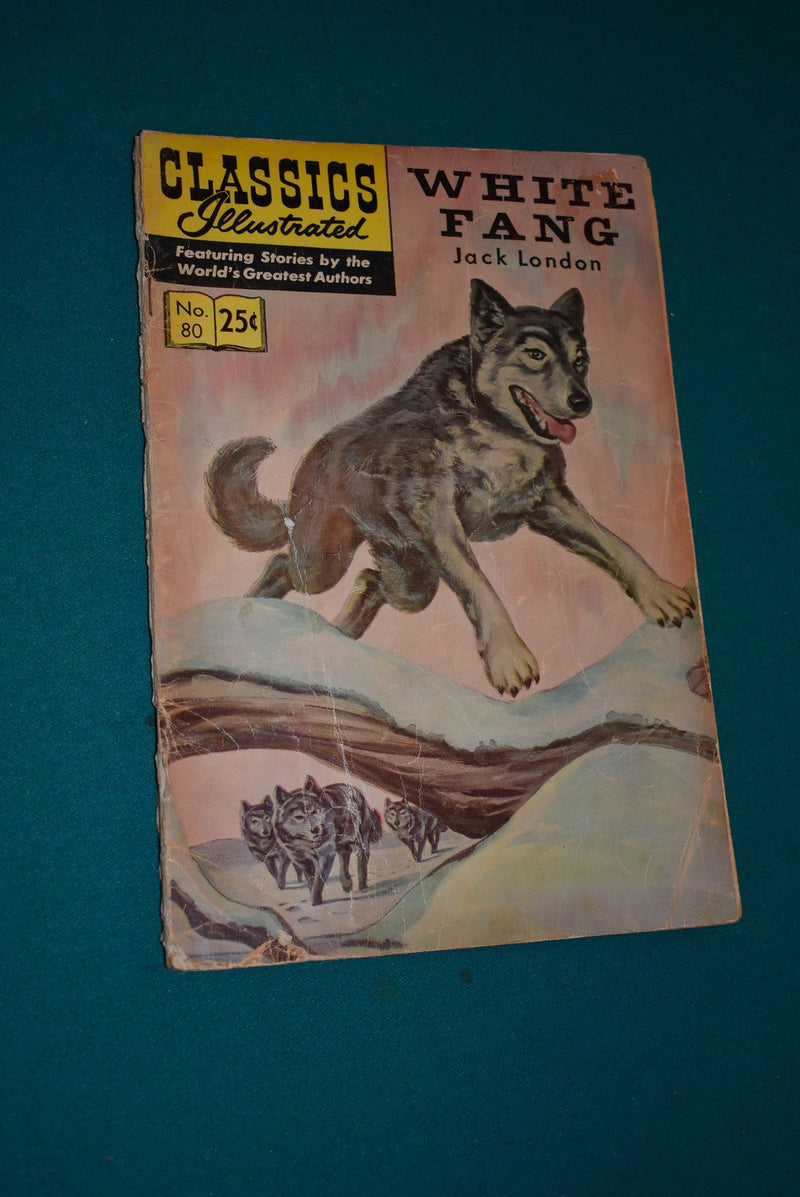 CLASSICS
Illustrated
Featuring Stories by the
World's Greatest Authors
No.
80
25¢
WHITE
FANG
Jack London